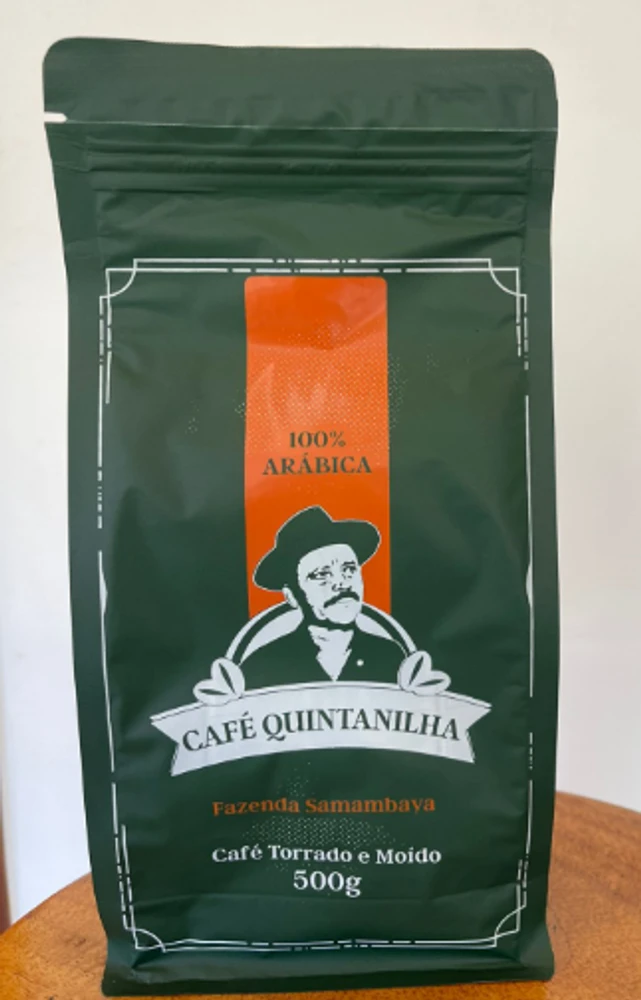 100%
ARÁBICA
CAFÉ QUINTANILHA
Fazenda Samambaya
Café Torrado e Moído
500g